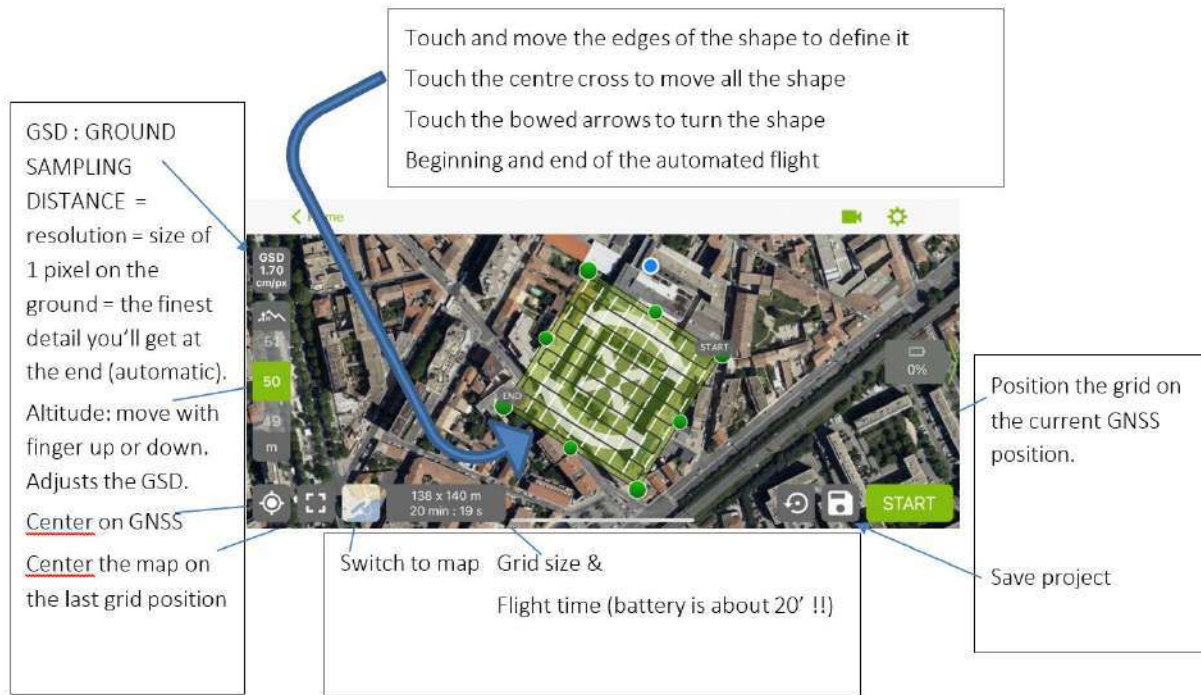 Touch and move the edges of the shape to define it
Touch the centre cross to move all the shape
Touch the bowed arrows to turn the shape
Beginning and end of the automated flight
GSD : GROUND
SAMPLING
DISTANCE =
resolution = size of
1 pixel on the
ground = the finest
detail you'll get at
the end (automatic).
Altitude: move with
finger up or down.
Adjusts the GSD.
Center on GNSS
Center the map on
the last grid position
GSD
1.70
cm/px
51
50
49
m
START
END
0%
138 x 140 m
20 min : 19 s
START
Position the grid on
the current GNSS
position.
Save project
Switch to map Grid size &
Flight time (battery is about 20' !!)